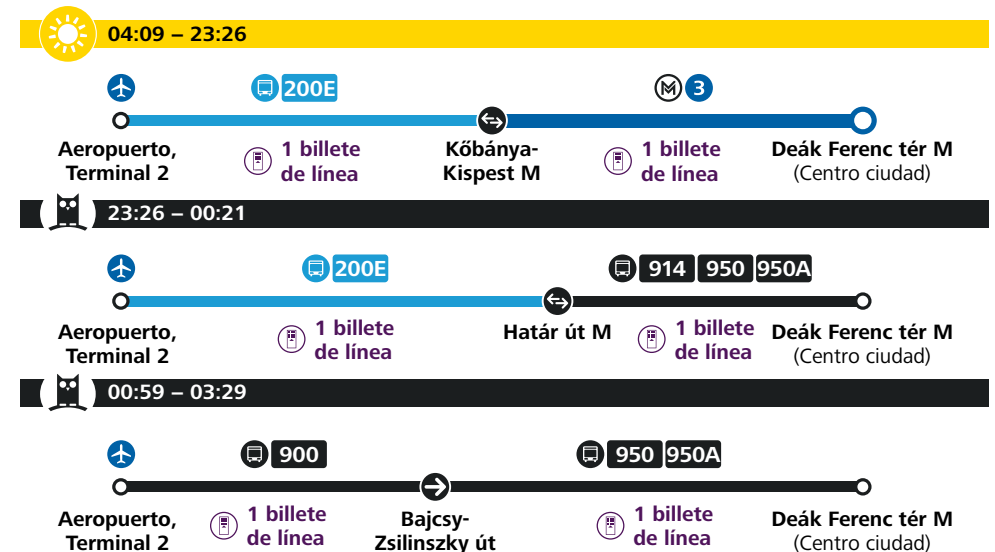 04:09 – 23:26
200E
M 3
Aeropuerto,
Terminal 2
1 billete
de línea
Kőbánya-
Kispest M
1 billete
de línea
Deák Ferenc tér M
(Centro ciudad)
23:26 – 00:21
200E
914 950 950A
Aeropuerto,
Terminal 2
1 billete
de línea
Határ út M
1 billete
de línea
Deák Ferenc tér M
(Centro ciudad)
00:59 – 03:29
900
950 950A
Aeropuerto,
Terminal 2
1 billete
de línea
Bajcsy-
Zsilinszky út
1 billete
de línea
Deák Ferenc tér M
(Centro ciudad)